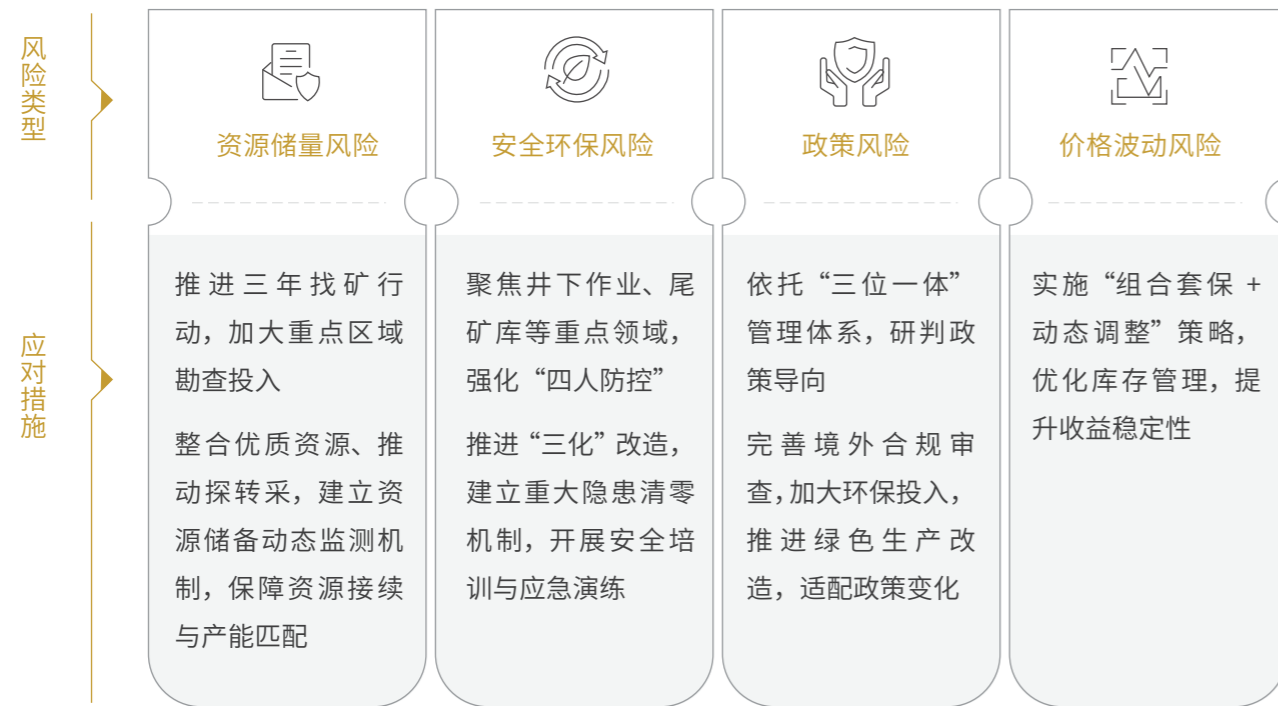 风险类型
资源储量风险
安全环保风险
政策风险
价格波动风险
应对措施
推进三年找矿行
动，加大重点区域
勘查投入
整合优质资源、推
动探转采，建立资
源储备动态监测机
制，保障资源接续
与产能匹配
聚焦井下作业、尾
矿库等重点领域，
强化“四人防控”
推进“三化”改造，
建立重大隐患清零
机制，开展安全培
训与应急演练
依托“三位一体”
管理体系，研判政
策导向
完善境外合规审
查，加大环保投入，
推进绿色生产改
造，适配政策变化
实施“组合套保 +
动态调整”策略，
优化库存管理，提
升收益稳定性